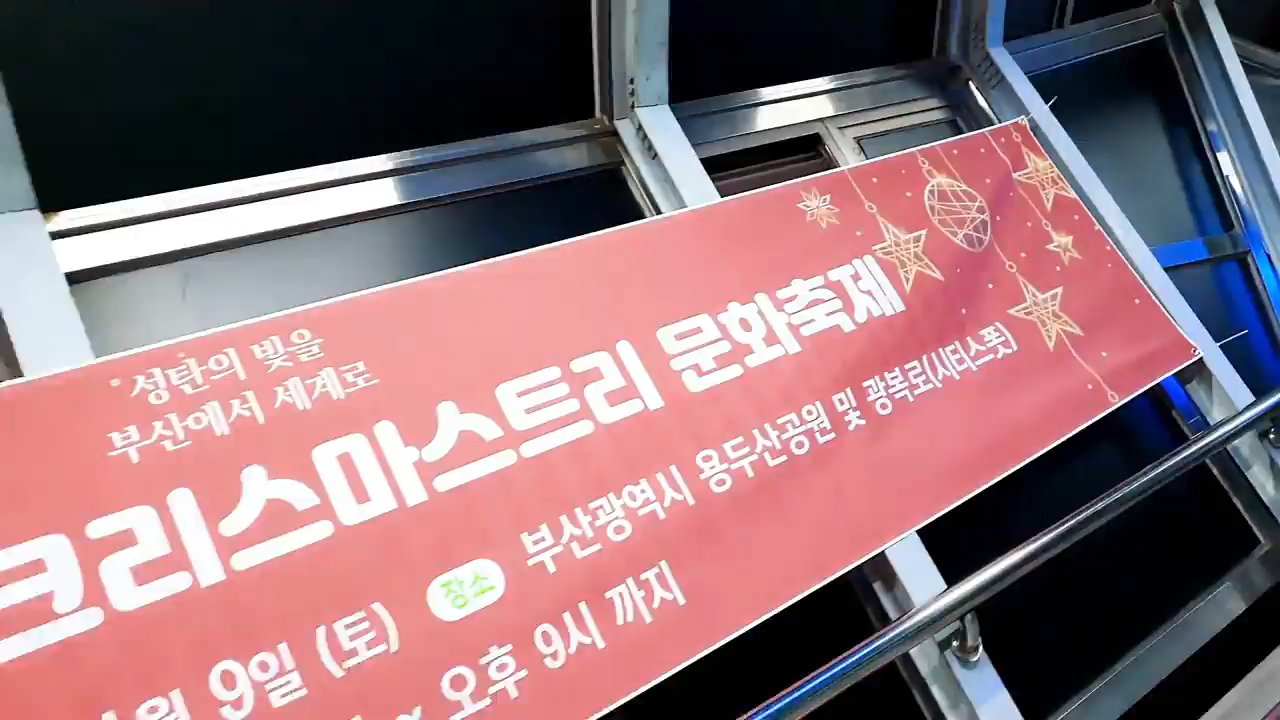 성탄의 빛을
부산에서 세계로
크리스마스트리 문화축제
월 9일 (토) 장소 부산광역시 용두산공원 및 광복로(시티스폿)
~ 오후 9시 까지